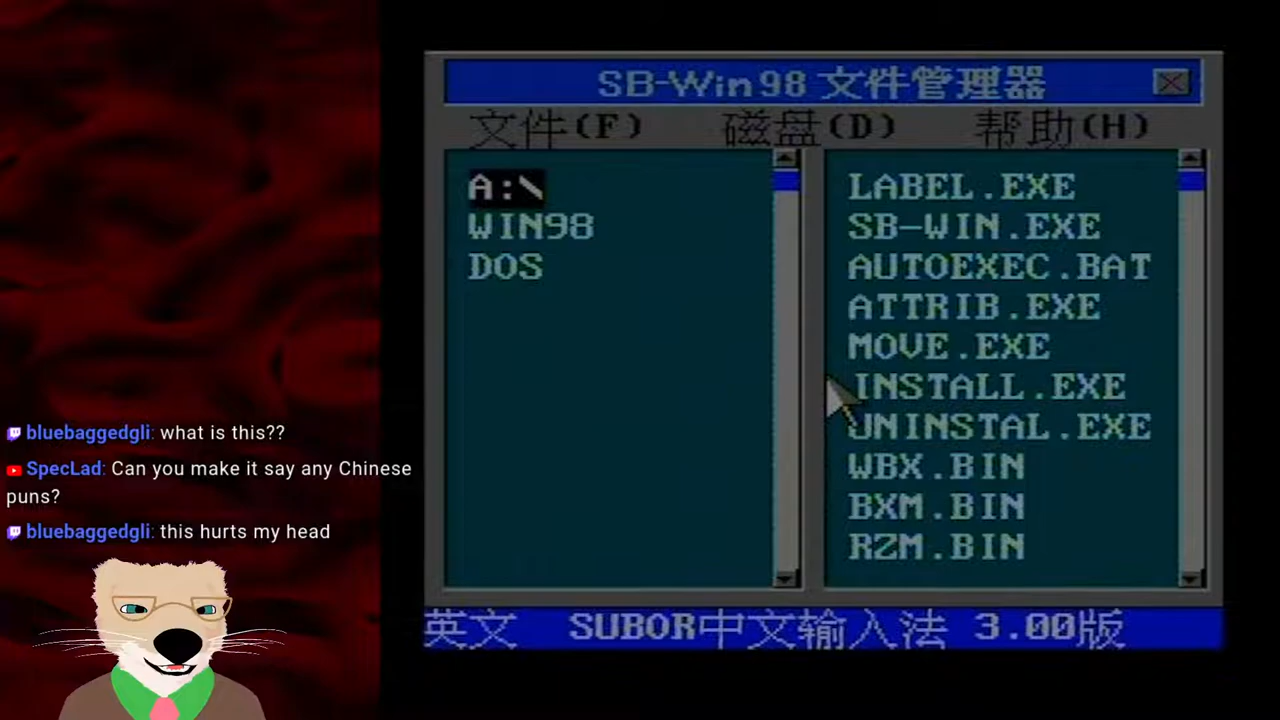 SB-Win98 文件管理器
文件(F) 磁盘(D) 帮助(H)
A:\
WIN98
DOS
LABEL.EXE
SB-WIN.EXE
AUTOEXEC.BAT
ATTRIB.EXE
MOVE.EXE
INSTALL.EXE
UNINSTAL.EXE
WBX.BIN
BXM.BIN
RZM.BIN
英文 SUBOR中文输入法 3.00版
bluebaggedgli: what is this??
SpecLad: Can you make it say any Chinese
puns?
bluebaggedgli: this hurts my head